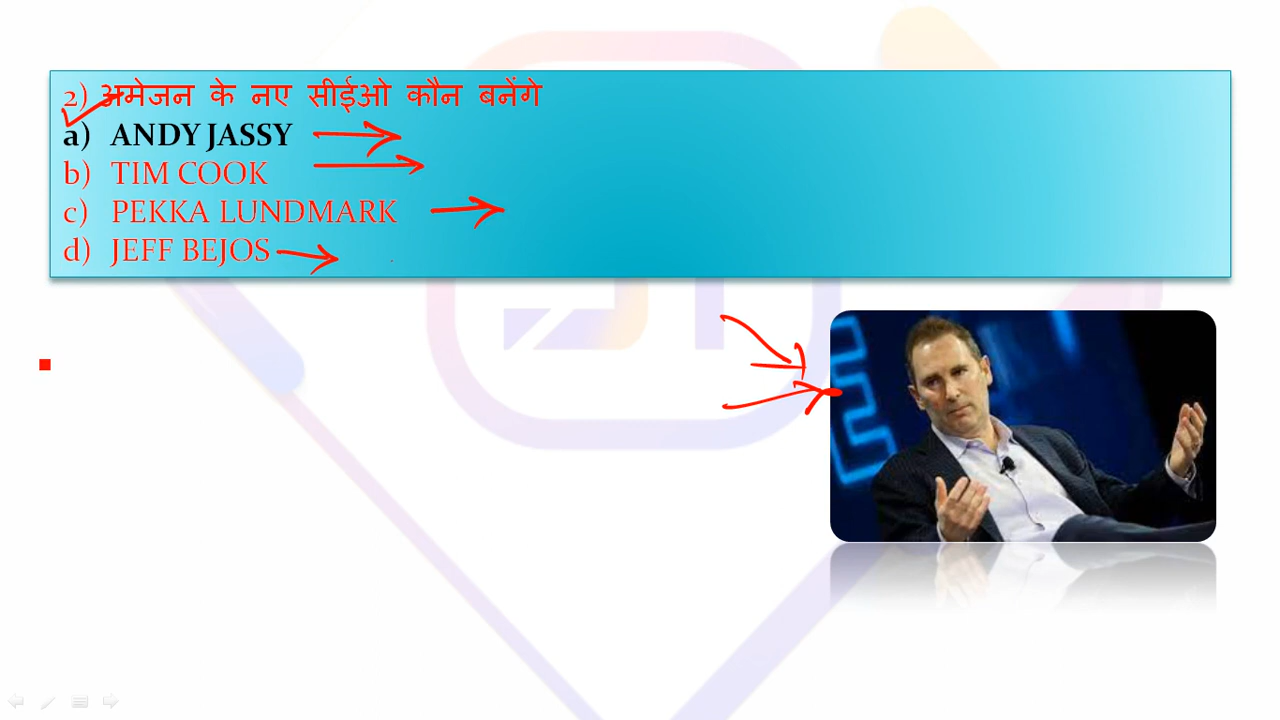 2) अमेजन के नए सीईओ कौन बनेंगे
a) ANDY JASSY
b) TIM COOK
c) PEKKA LUNDMARK
d) JEFF BEJOS